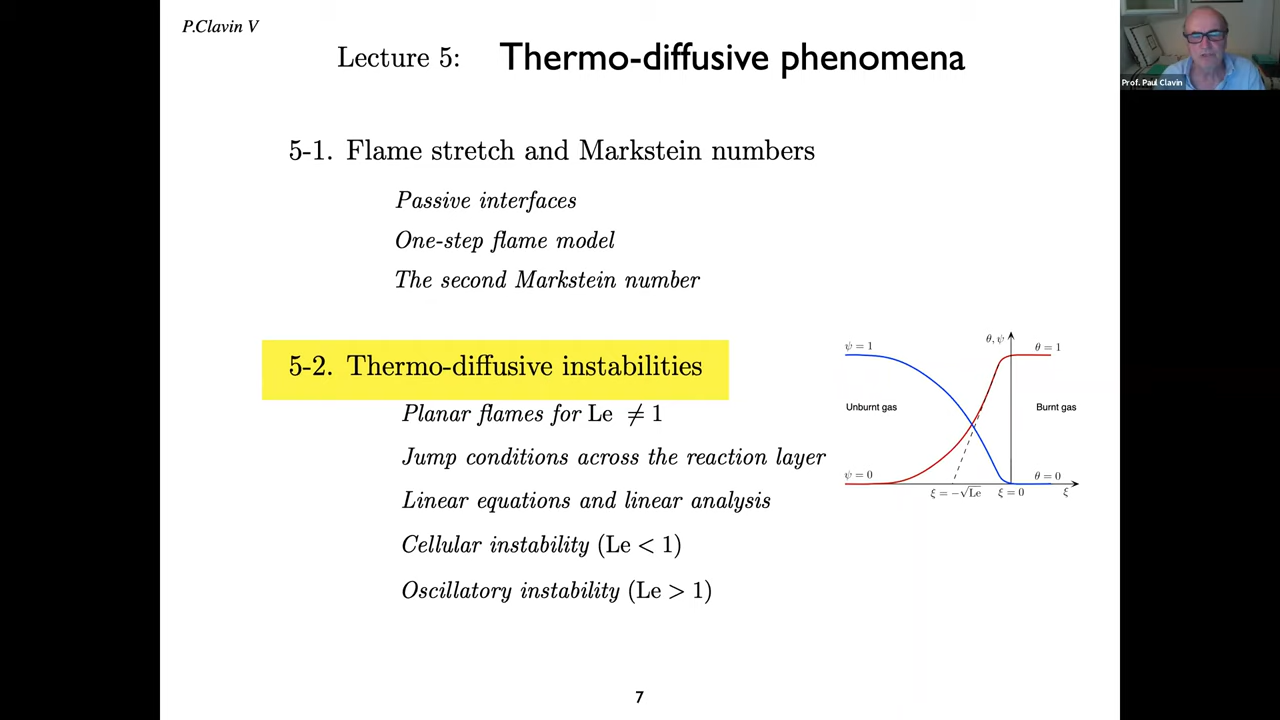 P.Clavin V
Lecture 5: Thermo-diffusive phenomena
Prof. Paul Clavin
5-1. Flame stretch and Markstein numbers
Passive interfaces
One-step flame model
The second Markstein number
5-2. Thermo-diffusive instabilities
Planar flames for Le ≠ 1
Jump conditions across the reaction layer
Linear equations and linear analysis
Cellular instability (Le < 1)
Oscillatory instability (Le > 1)
θ, ψ
ψ = 1
θ = 1
Unburnt gas
Burnt gas
ψ = 0
θ = 0
ξ = −√Le
ξ = 0
ξ
7